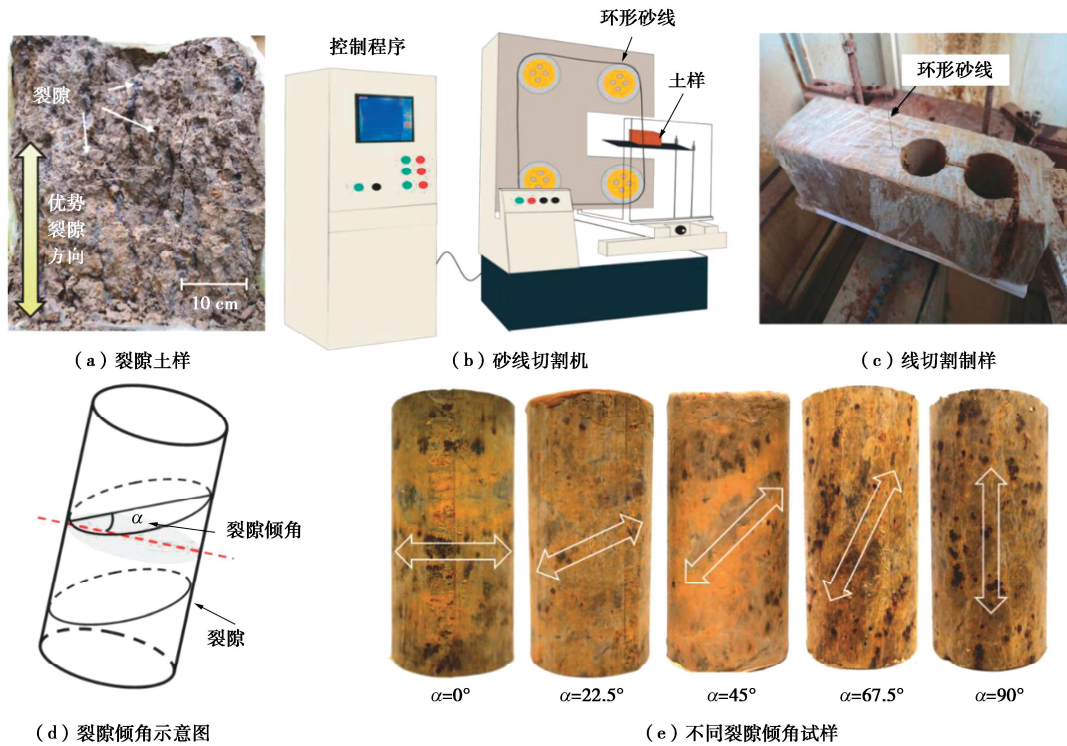 裂隙
优势
裂隙
方向
10 cm
(a)裂隙土样
控制程序
环形砂线
土样
(b)砂线切割机
环形砂线
(c)线切割制样
α
裂隙倾角
裂隙
(d)裂隙倾角示意图
α=0°
α=22.5°
α=45°
α=67.5°
α=90°
(e)不同裂隙倾角试样